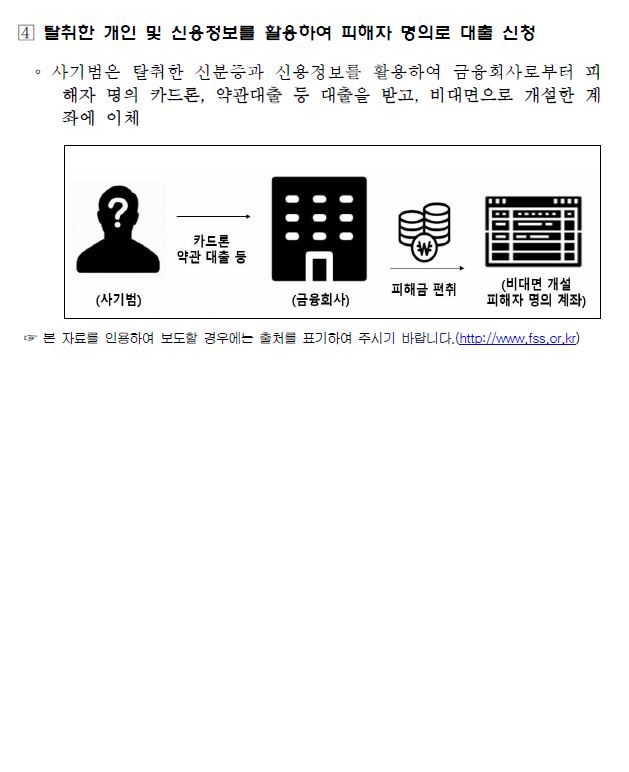 4 탈취한 개인 및 신용정보를 활용하여 피해자 명의로 대출 신청
◦ 사기범은 탈취한 신분증과 신용정보를 활용하여 금융회사로부터 피
해자 명의 카드론, 약관대출 등 대출을 받고, 비대면으로 개설한 계
좌에 이체
?
카드론
약관 대출 등
₩
피해금 편취
(사기범)
(금융회사)
(비대면 개설
피해자 명의 계좌)
☞ 본 자료를 인용하여 보도할 경우에는 출처를 표기하여 주시기 바랍니다.(http://www.fss.or.kr)